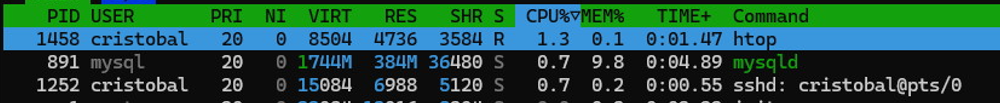 PID USER PRI NI VIRT RES SHR S CPU%▽MEM% TIME+ Command
1458 cristobal 20 0 8504 4736 3584 R 1.3 0.1 0:01.47 htop
891 mysql 20 0 1744M 384M 36480 S 0.7 9.8 0:04.89 mysqld
1252 cristobal 20 0 15084 6988 5120 S 0.7 0.2 0:00.55 sshd: cristobal@pts/0